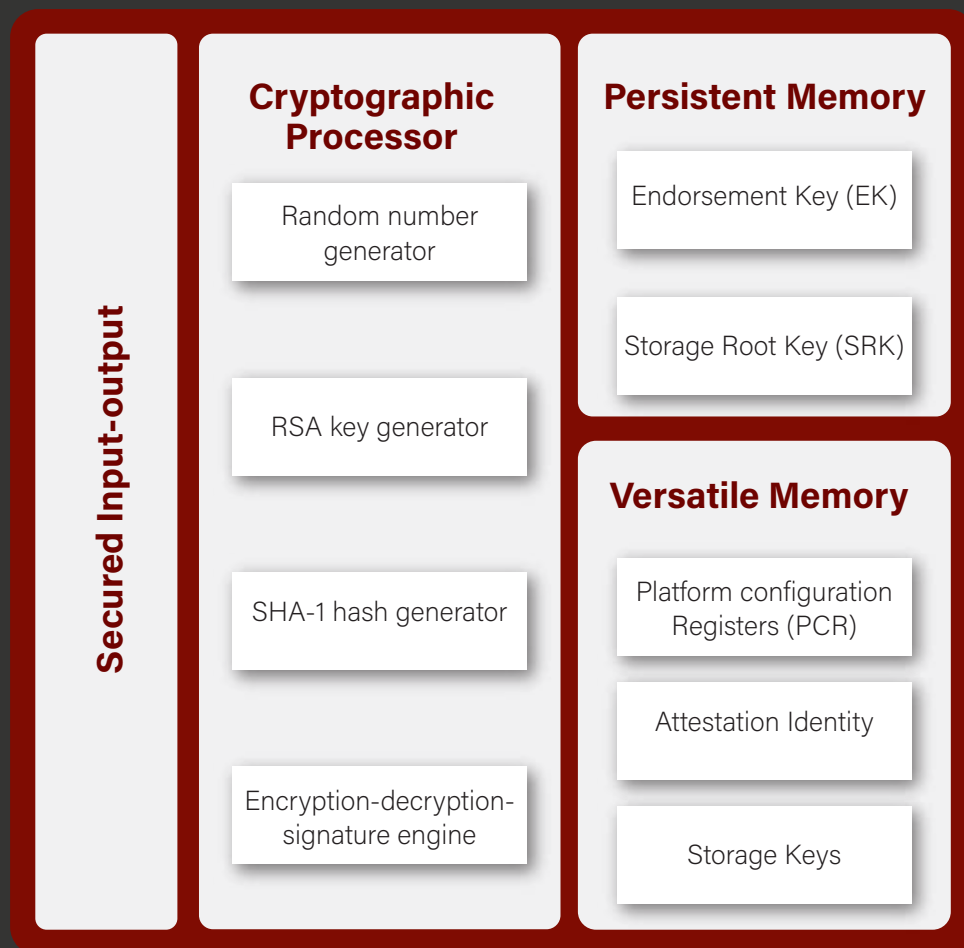 Secured Input-output
Cryptographic
Processor
Random number
generator
RSA key generator
SHA-1 hash generator
Encryption-decryption-
signature engine
Persistent Memory
Endorsement Key (EK)
Storage Root Key (SRK)
Versatile Memory
Platform configuration
Registers (PCR)
Attestation Identity
Storage Keys